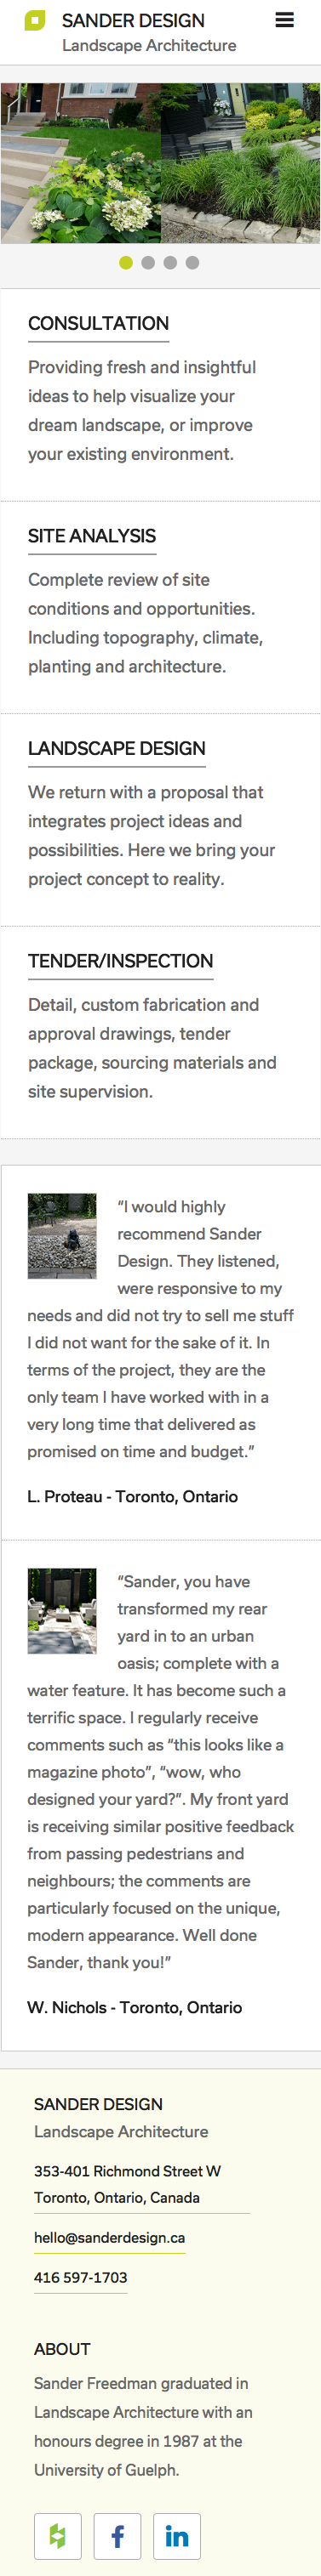 SANDER DESIGN
Landscape Architecture
CONSULTATION
Providing fresh and insightful
ideas to help visualize your
dream landscape, or improve
your existing environment.
SITE ANALYSIS
Complete review of site
conditions and opportunities.
Including topography, climate,
planting and architecture.
LANDSCAPE DESIGN
We return with a proposal that
integrates project ideas and
possibilities. Here we bring your
project concept to reality.
TENDER/INSPECTION
Detail, custom fabrication and
approval drawings, tender
package, sourcing materials and
site supervision.
“I would highly
recommend Sander
Design. They listened,
were responsive to my
needs and did not try to sell me stuff
I did not want for the sake of it. In
terms of the project, they are the
only team I have worked with in a
very long time that delivered as
promised on time and budget.”
L. Proteau - Toronto, Ontario
“Sander, you have
transformed my rear
yard in to an urban
oasis; complete with a
water feature. It has become such a
terrific space. I regularly receive
comments such as “this looks like a
magazine photo”, “wow, who
designed your yard?”. My front yard
is receiving similar positive feedback
from passing pedestrians and
neighbours; the comments are
particularly focused on the unique,
modern appearance. Well done
Sander, thank you!”
W. Nichols - Toronto, Ontario
SANDER DESIGN
Landscape Architecture
353-401 Richmond Street W
Toronto, Ontario, Canada
hello@sanderdesign.ca
416 597-1703
ABOUT
Sander Freedman graduated in
Landscape Architecture with an
honours degree in 1987 at the
University of Guelph.
f in